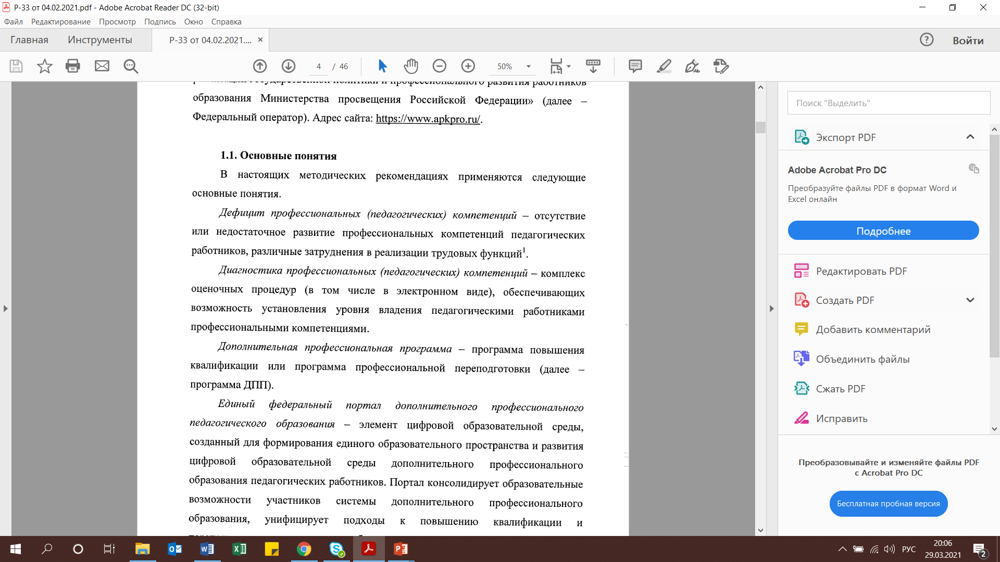 P-33 от 04.02.2021.pdf - Adobe Acrobat Reader DC (32-bit)
Файл Редактирование Просмотр Подпись Окно Справка
Главная Инструменты P-33 от 04.02.2021.... × ? Войти
4 / 46 50%
государственной политики и профессионального развития работников
образования Министерства просвещения Российской Федерации» (далее –
Федеральный оператор). Адрес сайта: https://www.apkpro.ru/.
1.1. Основные понятия
В настоящих методических рекомендациях применяются следующие
основные понятия.
Дефицит профессиональных (педагогических) компетенций – отсутствие
или недостаточное развитие профессиональных компетенций педагогических
работников, различные затруднения в реализации трудовых функций¹.
Диагностика профессиональных (педагогических) компетенций – комплекс
оценочных процедур (в том числе в электронном виде), обеспечивающих
возможность установления уровня владения педагогическими работниками
профессиональными компетенциями.
Дополнительная профессиональная программа – программа повышения
квалификации или программа профессиональной переподготовки (далее –
программа ДПП).
Единый федеральный портал дополнительного профессионального
педагогического образования – элемент цифровой образовательной среды,
созданный для формирования единого образовательного пространства и развития
цифровой образовательной среды дополнительного профессионального
образования педагогических работников. Портал консолидирует образовательные
возможности участников системы дополнительного профессионального
образования, унифицирует подходы к повышению квалификации и
Поиск "Выделить"
Экспорт PDF
Adobe Acrobat Pro DC
Преобразуйте файлы PDF в формат Word и
Excel онлайн
Подробнее
Редактировать PDF
Создать PDF
Добавить комментарий
Объединить файлы
Сжать PDF
Исправить
Преобразовывайте и изменяйте файлы PDF
с Acrobat Pro DC
Бесплатная пробная версия
РУС
20:06
29.03.2021
2